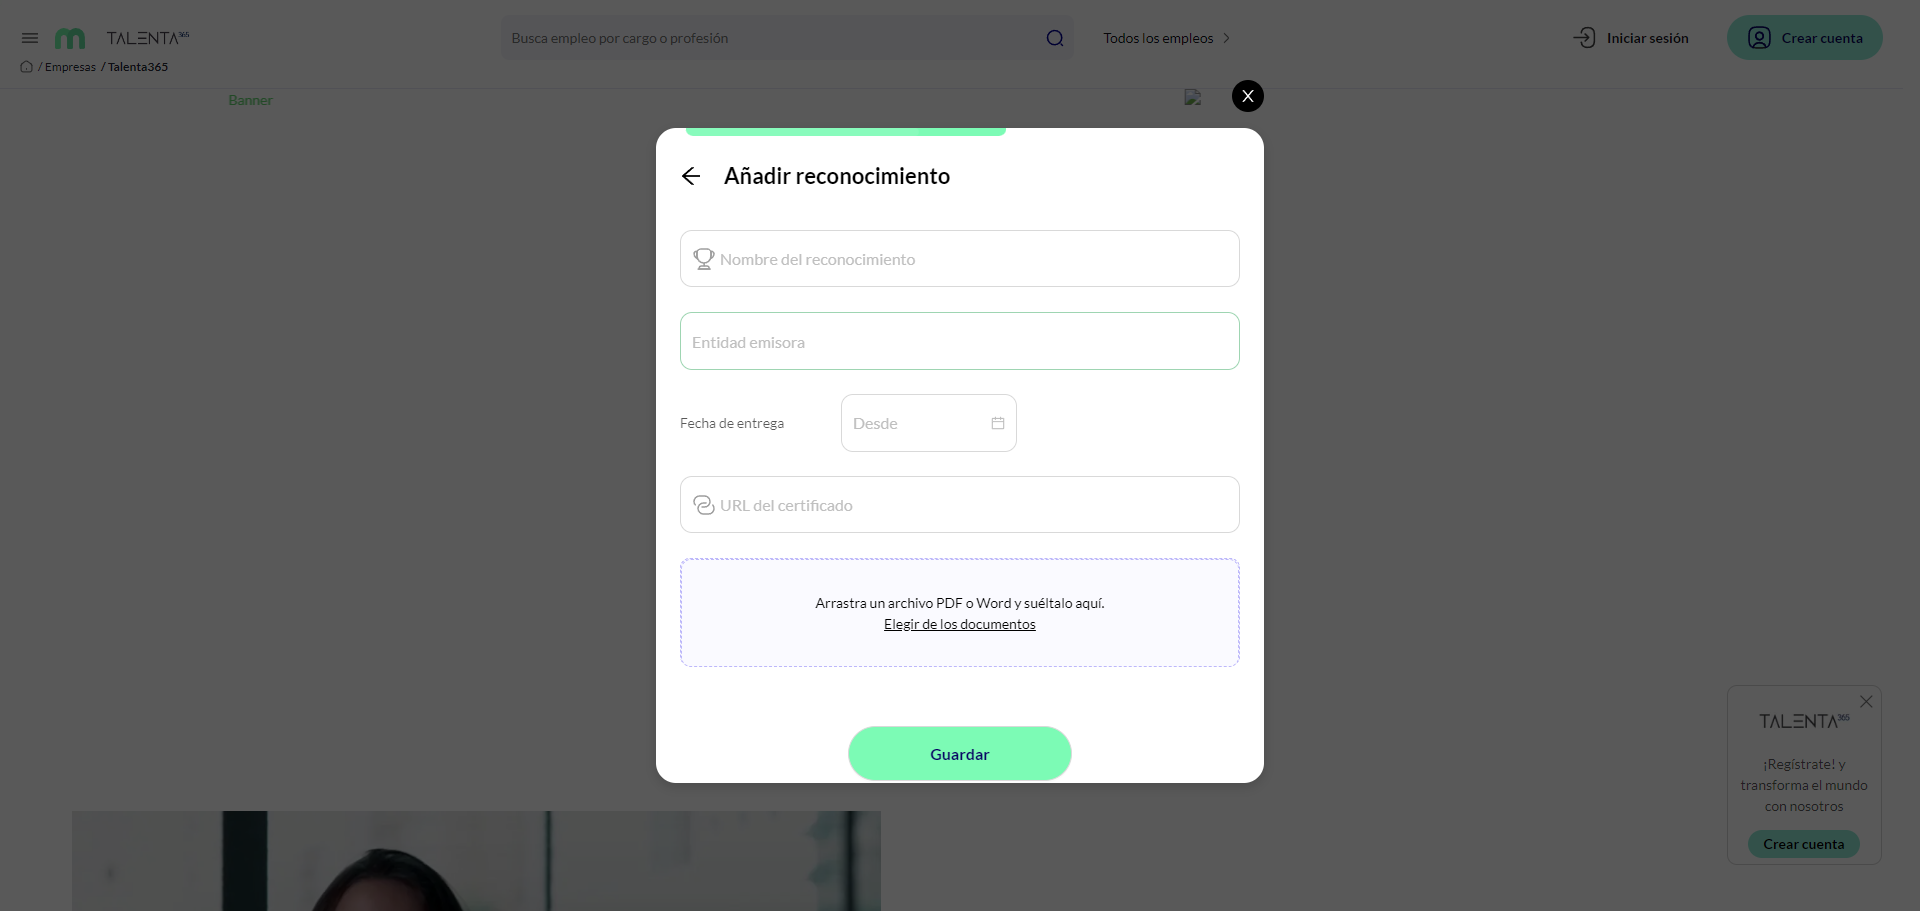 TALENTA365
Busca empleo por cargo o profesión
Todos los empleos
Iniciar sesión
Crear cuenta
/ Empresas / Talenta365
Banner
X
Añadir reconocimiento
Nombre del reconocimiento
Entidad emisora
Fecha de entrega
Desde
URL del certificado
Arrastra un archivo PDF o Word y suéltalo aquí.
Elegir de los documentos
Guardar
TALENTA365
¡Regístrate! y
transforma el mundo
con nosotros
Crear cuenta